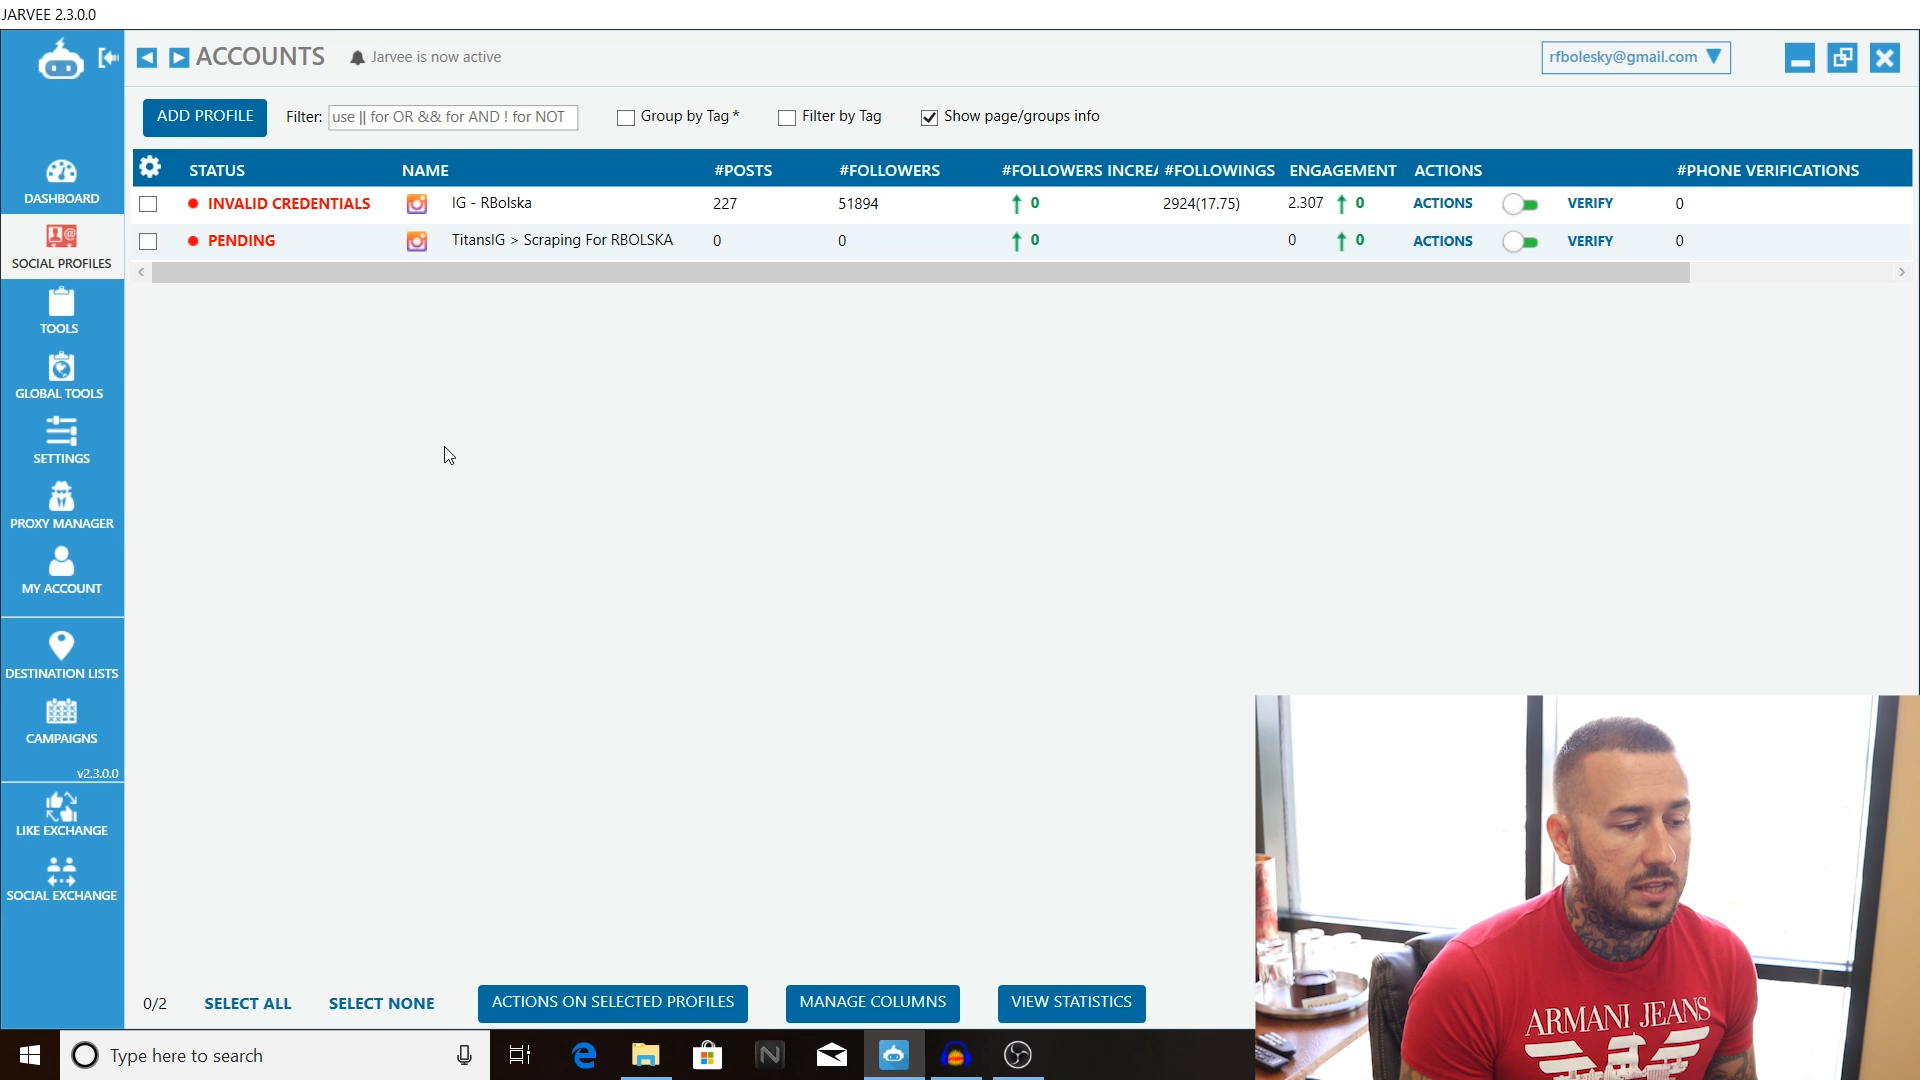 JARVEE 2.3.0.0
ACCOUNTS
Jarvee is now active
rfbolesky@gmail.com
ADD PROFILE
Filter:
use || for OR && for AND ! for NOT
Group by Tag *
Filter by Tag
Show page/groups info
STATUS NAME #POSTS #FOLLOWERS #FOLLOWERS INCREA #FOLLOWINGS ENGAGEMENT ACTIONS #PHONE VERIFICATIONS
INVALID CREDENTIALS IG - RBolska 227 51894 0 2924(17.75) 2.307 0 ACTIONS VERIFY 0
PENDING TitansIG > Scraping For RBOLSKA 0 0 0 0 0 ACTIONS VERIFY 0
DASHBOARD
SOCIAL PROFILES
TOOLS
GLOBAL TOOLS
SETTINGS
PROXY MANAGER
MY ACCOUNT
DESTINATION LISTS
CAMPAIGNS
v2.3.0.0
LIKE EXCHANGE
SOCIAL EXCHANGE
0/2
SELECT ALL
SELECT NONE
ACTIONS ON SELECTED PROFILES
MANAGE COLUMNS
VIEW STATISTICS
Type here to search
ARMANI JEANS